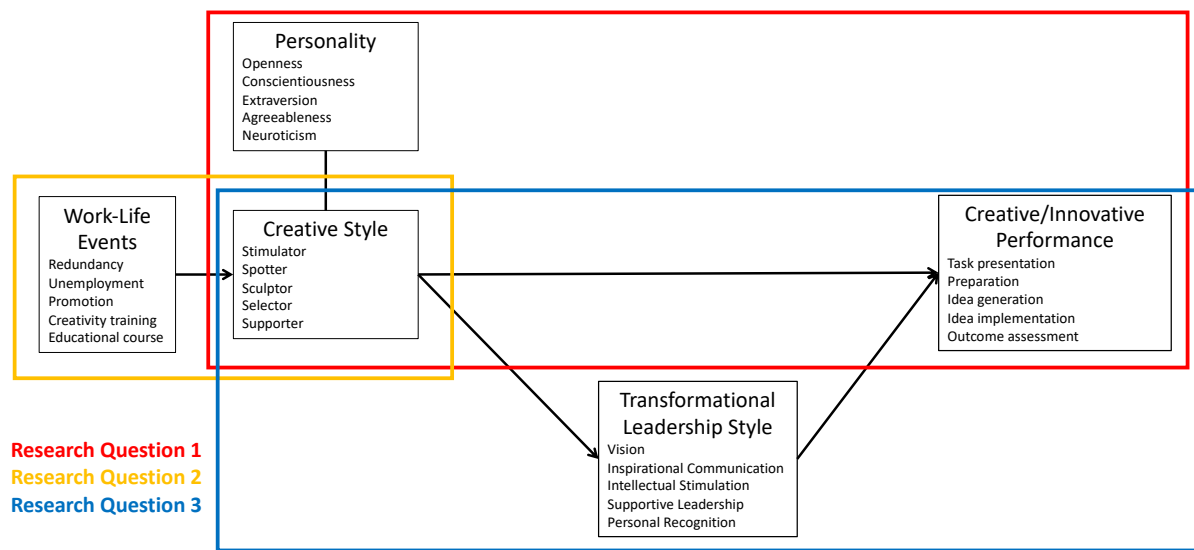 Personality
Openness
Conscientiousness
Extraversion
Agreeableness
Neuroticism
Work-Life
Events
Redundancy
Unemployment
Promotion
Creativity training
Educational course
Creative Style
Stimulator
Spotter
Sculptor
Selector
Supporter
Creative/Innovative
Performance
Task presentation
Preparation
Idea generation
Idea implementation
Outcome assessment
Transformational
Leadership Style
Vision
Inspirational Communication
Intellectual Stimulation
Supportive Leadership
Personal Recognition
Research Question 1
Research Question 2
Research Question 3